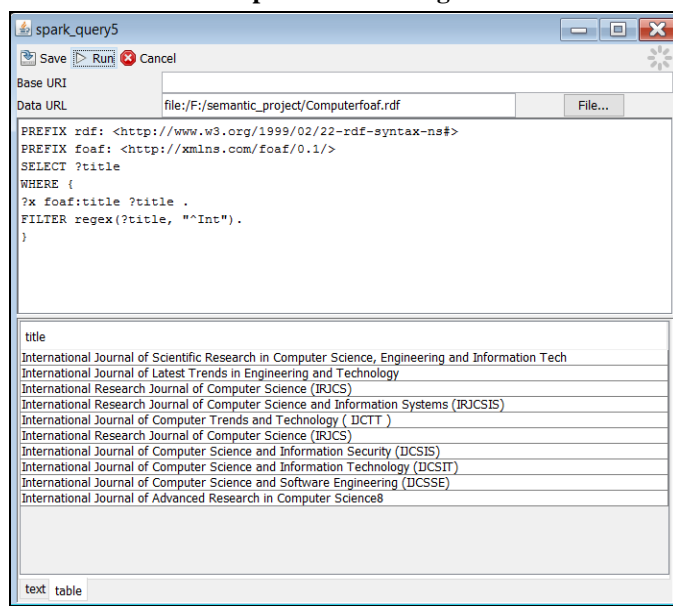 spark_query5
Save Run Cancel
Base URI
Data URL file:/F:/semantic_project/Computerfoaf.rdf File...
PREFIX rdf: <http://www.w3.org/1999/02/22-rdf-syntax-ns#>
PREFIX foaf: <http://xmlns.com/foaf/0.1/>
SELECT ?title
WHERE {
?x foaf:title ?title .
FILTER regex(?title, "^Int").
}
title
International Journal of Scientific Research in Computer Science, Engineering and Information Tech
International Journal of Latest Trends in Engineering and Technology
International Research Journal of Computer Science (IRJCS)
International Research Journal of Computer Science and Information Systems (IRJCSIS)
International Journal of Computer Trends and Technology ( IJCTT )
International Research Journal of Computer Science (IRJCS)
International Journal of Computer Science and Information Security (IJCSIS)
International Journal of Computer Science and Information Technology (IJCSIT)
International Journal of Computer Science and Software Engineering (IJCSSE)
International Journal of Advanced Research in Computer Science8
text table